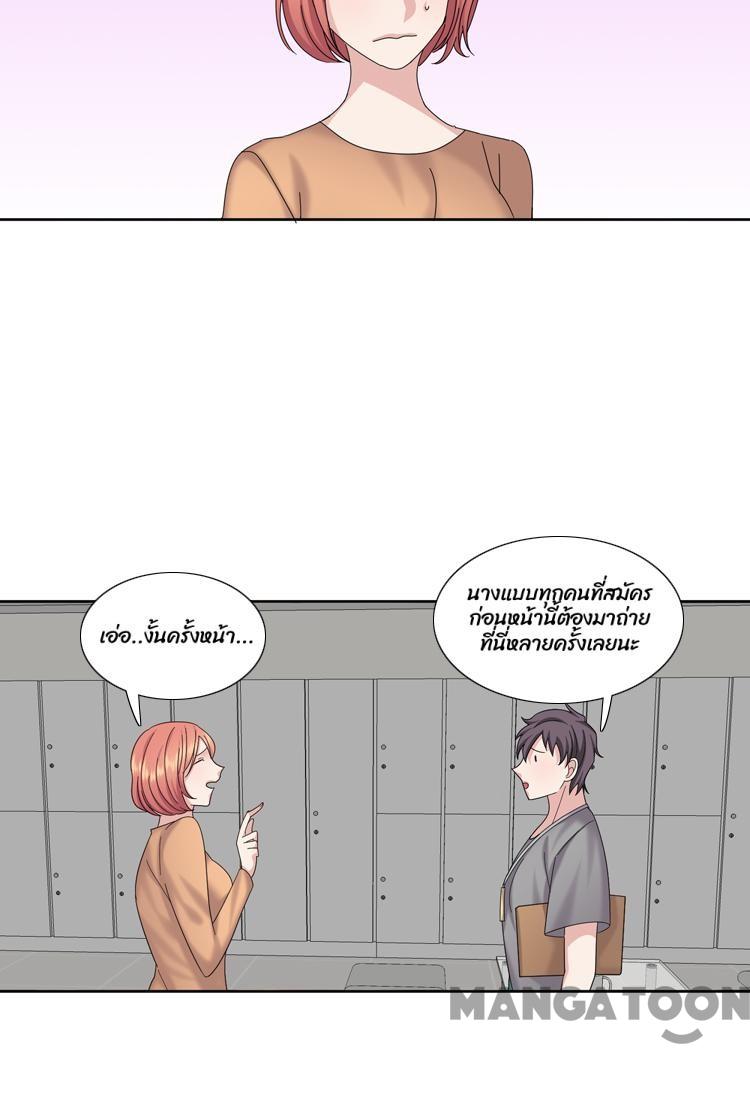 เอ่อ..งั้นครั้งหน้า...
นางแบบทุกคนที่สมัคร
ก่อนหน้านี้ต้องมาถ่าย
ที่นี่หลายครั้งเลยนะ
MANGATOON